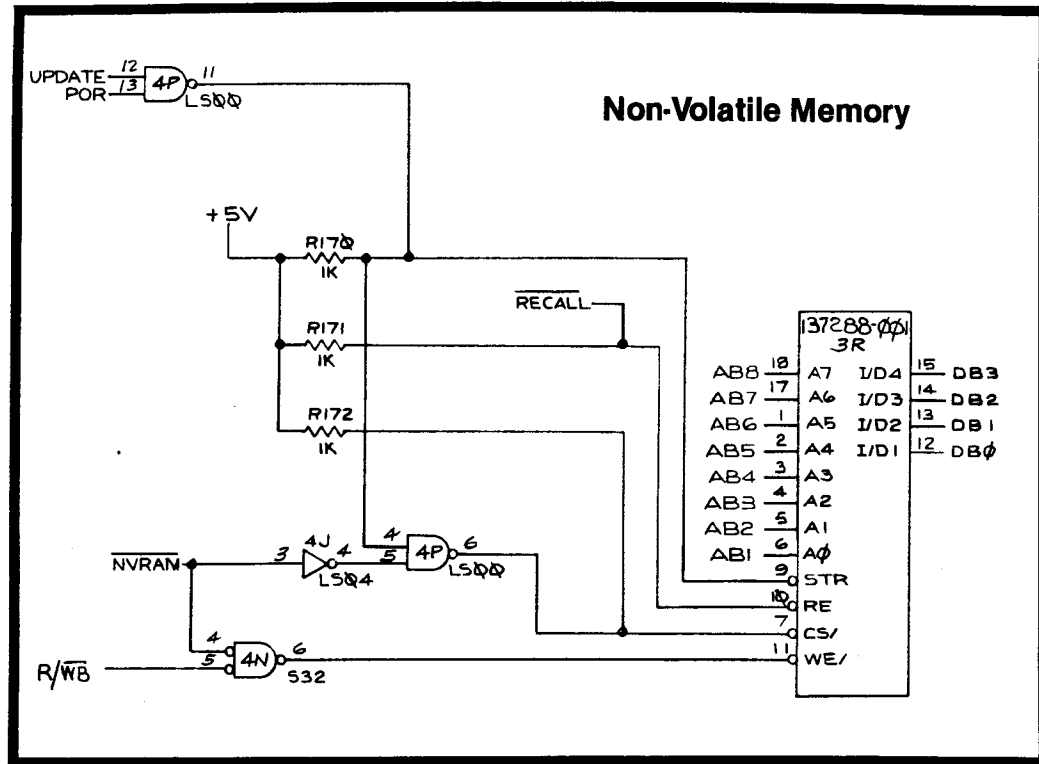 Non-Volatile Memory
UPDATE 12
POR 13
4P
11
LS00
+5V
R170
1K
RECALL
R171
1K
R172
1K
137288-001
3R
AB8 18 A7 I/D4 15 DB3
AB7 17 A6 I/D3 14 DB2
AB6 1 A5 I/D2 13 DB1
AB5 2 A4 I/D1 12 DB0
AB4 3 A3
AB3 4 A2
AB2 5 A1
AB1 6 A0
9 STR
10 RE
7 CS/
11 WE/
NVRAM
3 4J 4
LS04
4
5
4P
6
LS00
4
5
4N
6
S32
R/WB